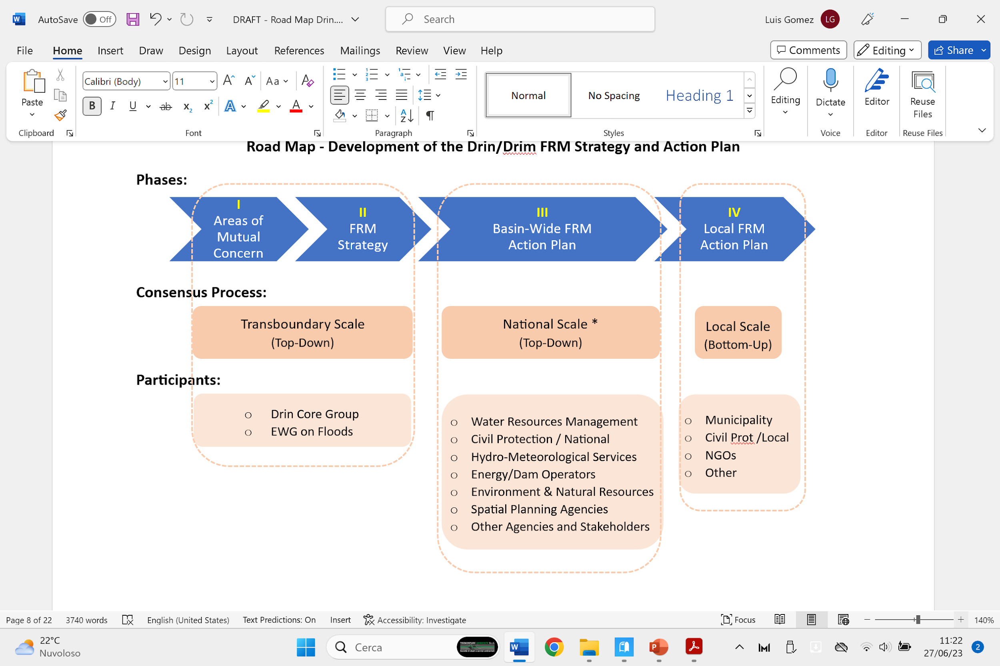 AutoSave Off DRAFT - Road Map Drin.... Search Luis Gomez LG
File Home Insert Draw Design Layout References Mailings Review View Help Comments Editing Share
Paste
Clipboard
Calibri (Body) 11 Aa
B I U ab x2 x2 A A
Font
Paragraph
Normal No Spacing Heading 1
Styles
Editing
Dictate
Voice
Editor
Editor
Reuse
Files
Reuse Files
Road Map - Development of the Drin/Drim FRM Strategy and Action Plan
Phases:
I
Areas of
Mutual
Concern
II
FRM
Strategy
III
Basin-Wide FRM
Action Plan
IV
Local FRM
Action Plan
Consensus Process:
Transboundary Scale
(Top-Down)
National Scale *
(Top-Down)
Local Scale
(Bottom-Up)
Participants:
o Drin Core Group
o EWG on Floods
o Water Resources Management
o Civil Protection / National
o Hydro-Meteorological Services
o Energy/Dam Operators
o Environment & Natural Resources
o Spatial Planning Agencies
o Other Agencies and Stakeholders
o Municipality
o Civil Prot /Local
o NGOs
o Other
Page 8 of 22 3740 words English (United States) Text Predictions: On Insert Accessibility: Investigate Focus 140%
22°C
Nuvoloso
Cerca
11:22
27/06/23
2